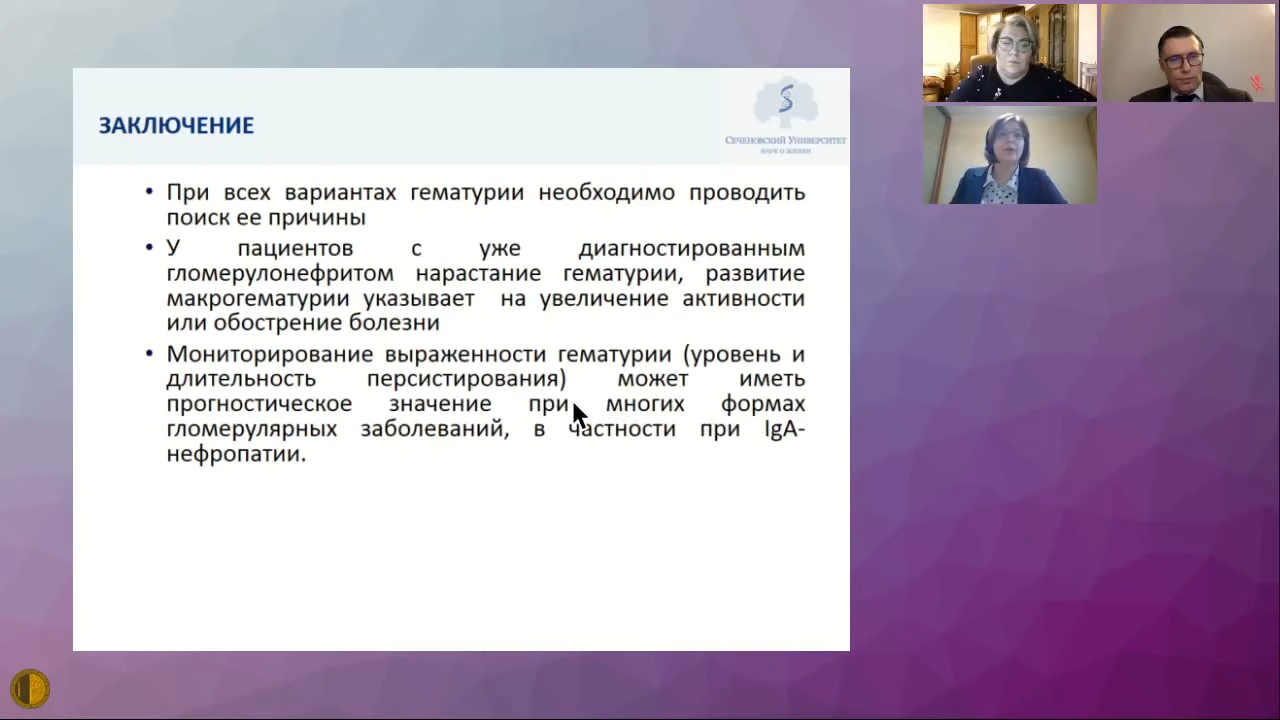 ЗАКЛЮЧЕНИЕ
СЕЧЕНОВСКИЙ УНИВЕРСИТЕТ
НАУК О ЖИЗНИ
• При всех вариантах гематурии необходимо проводить
поиск ее причины
• У пациентов с уже диагностированным
гломерулонефритом нарастание гематурии, развитие
макрогематурии указывает на увеличение активности
или обострение болезни
• Мониторирование выраженности гематурии (уровень и
длительность персистирования) может иметь
прогностическое значение при многих формах
гломерулярных заболеваний, в частности при IgA-
нефропатии.